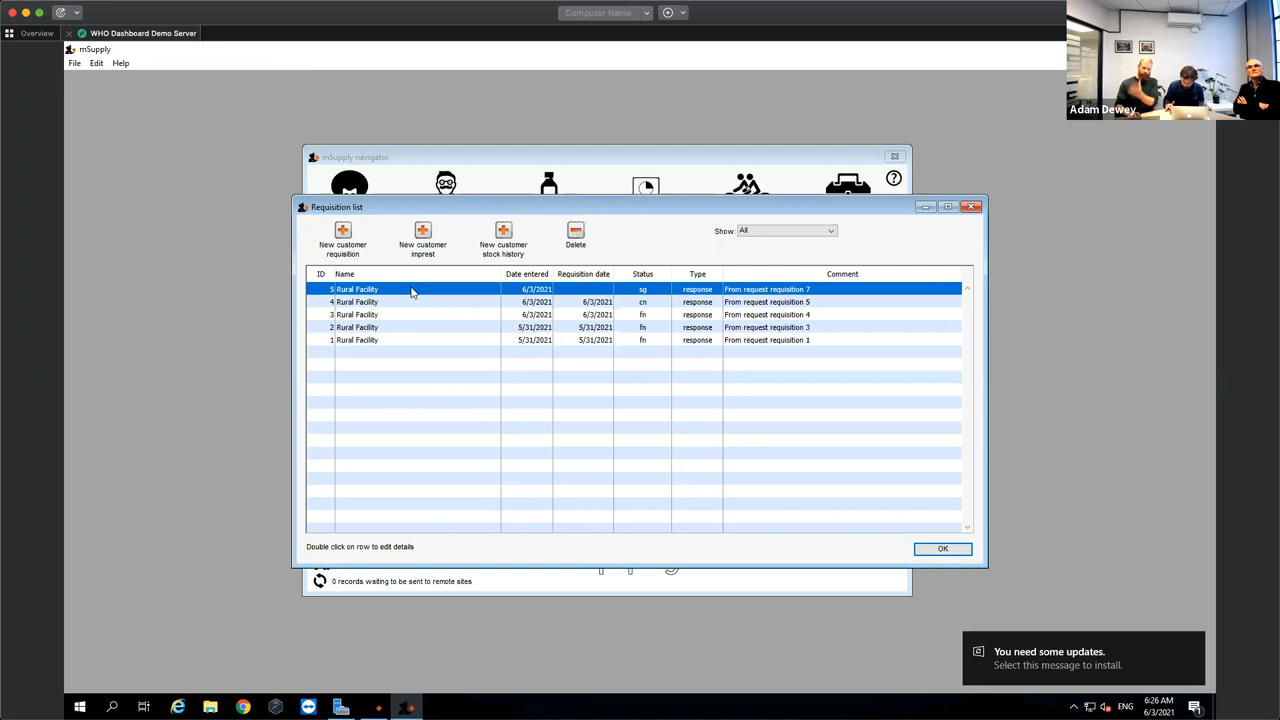 Computer Name
Overview
WHO Dashboard Demo Server
mSupply
File Edit Help
Adam Dewey
mSupply navigator
?
Requisition list
New customer requisition
New customer imprest
New customer stock history
Delete
Show: All
ID Name Date entered Requisition date Status Type Comment
5 Rural Facility 6/3/2021 sg response From request requisition 7
4 Rural Facility 6/3/2021 6/3/2021 cn response From request requisition 5
3 Rural Facility 6/3/2021 6/3/2021 fn response From request requisition 4
2 Rural Facility 5/31/2021 5/31/2021 fn response From request requisition 3
1 Rural Facility 5/31/2021 5/31/2021 fn response From request requisition 1
Double click on row to edit details
OK
0 records waiting to be sent to remote sites
You need some updates.
Select this message to install.
ENG
6:26 AM
6/3/2021
1